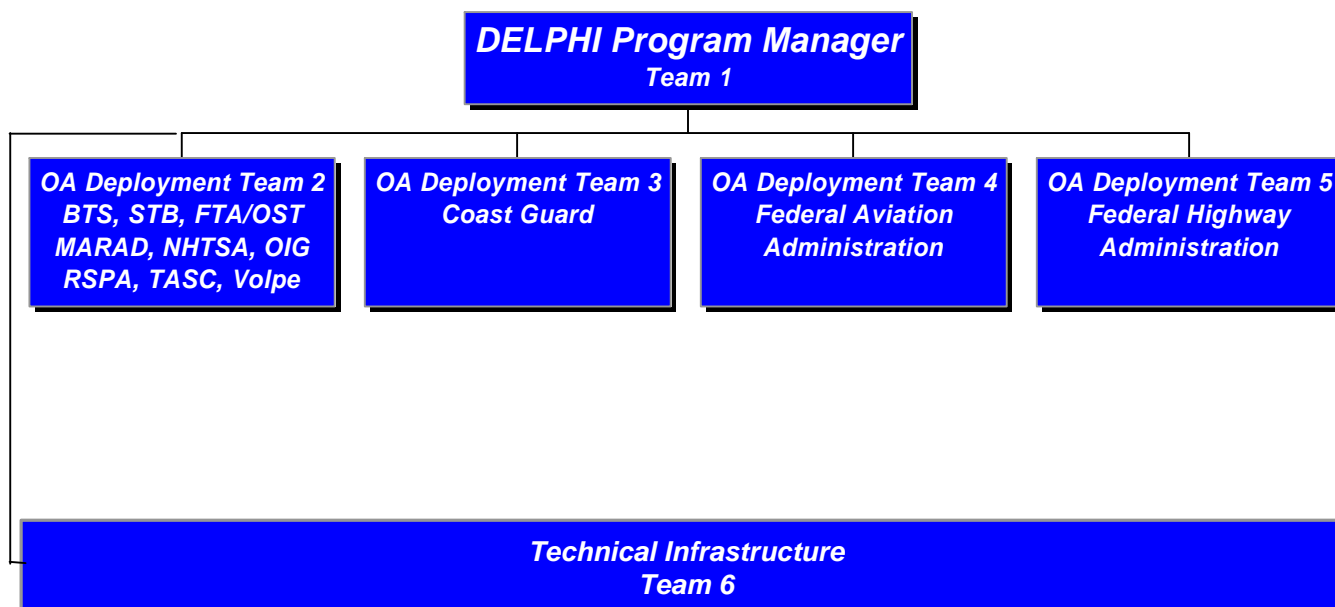 DELPHI Program Manager
Team 1
OA Deployment Team 2
BTS, STB, FTA/OST
MARAD, NHTSA, OIG
RSPA, TASC, Volpe
OA Deployment Team 3
Coast Guard
OA Deployment Team 4
Federal Aviation
Administration
OA Deployment Team 5
Federal Highway
Administration
Technical Infrastructure
Team 6